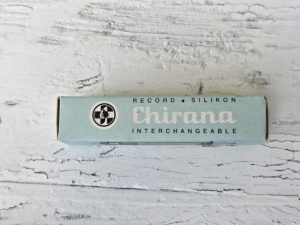 RECORD • SILIKON
Chirana
INTERCHANGEABLE